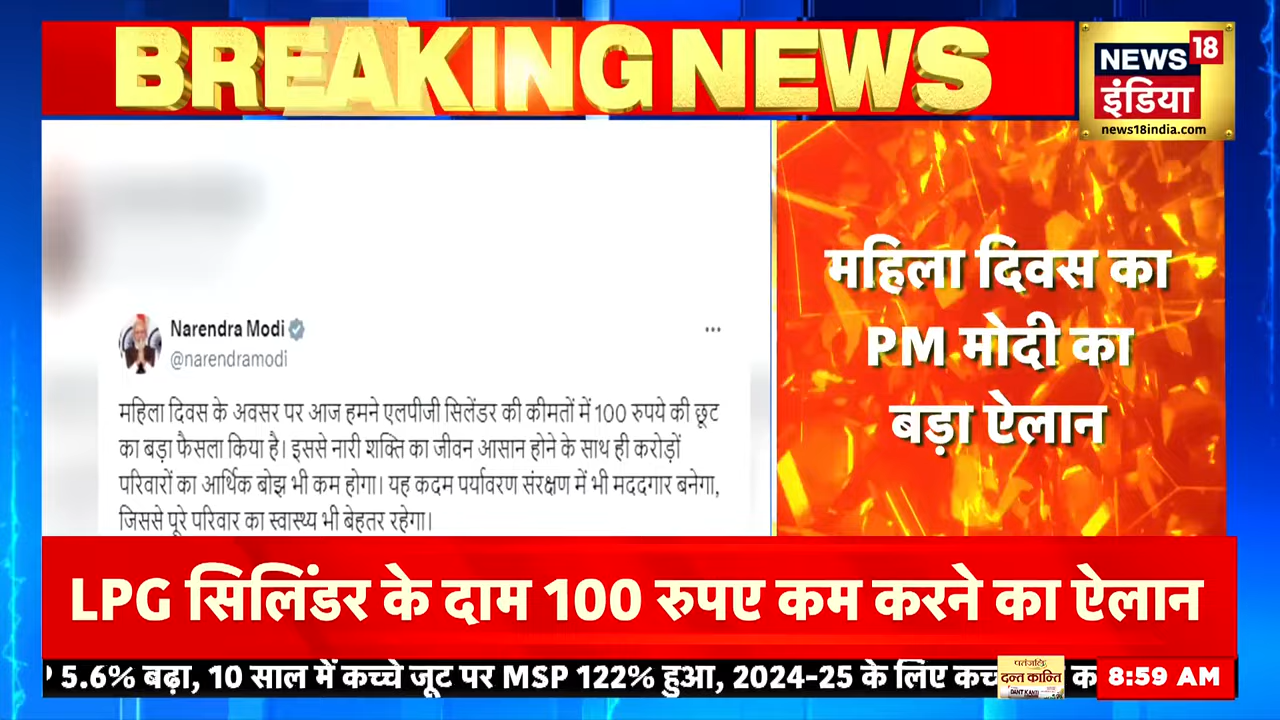 BREAKING NEWS
NEWS 18
इंडिया
news18india.com
Narendra Modi
@narendramodi
महिला दिवस के अवसर पर आज हमने एलपीजी सिलेंडर की कीमतों में 100 रुपये की छूट
का बड़ा फैसला किया है। इससे नारी शक्ति का जीवन आसान होने के साथ ही करोड़ों
परिवारों का आर्थिक बोझ भी कम होगा। यह कदम पर्यावरण संरक्षण में भी मददगार बनेगा,
जिससे पूरे परिवार का स्वास्थ्य भी बेहतर रहेगा।
महिला दिवस का
PM मोदी का
बड़ा ऐलान
LPG सिलिंडर के दाम 100 रुपए कम करने का ऐलान
5.6% बढ़ा, 10 साल में कच्चे जूट पर MSP 122% हुआ, 2024-25 के लिए
पतंजलि
दन्त कान्ति
8:59 AM